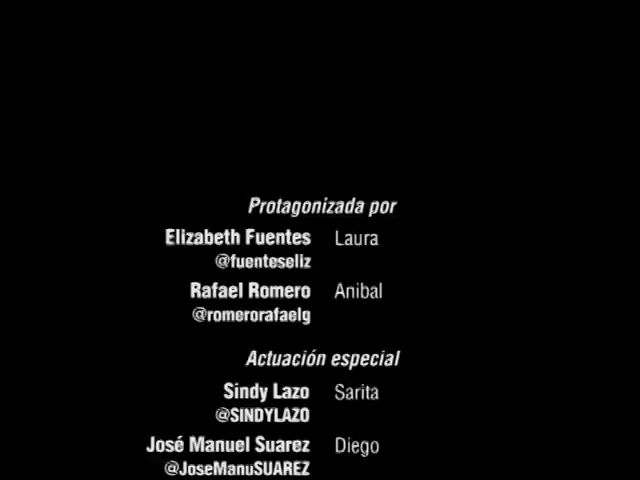 Protagonizada por
Elizabeth Fuentes Laura
@fuenteseliz
Rafael Romero Anibal
@romerorafaelg
Actuación especial
Sindy Lazo Sarita
@SINDYLAZO
José Manuel Suarez Diego
@JoseManuSUAREZ